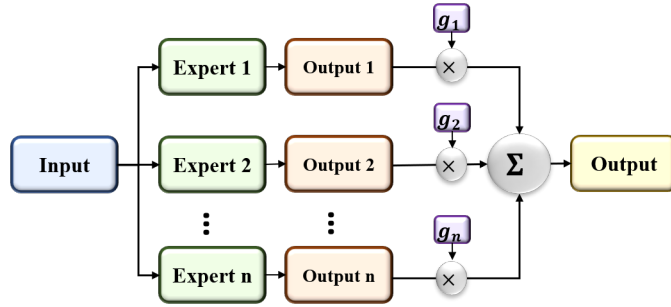 g₁
Expert 1
Output 1
×
g₂
Input
Expert 2
Output 2
×
Σ
Output
gₙ
Expert n
Output n
×